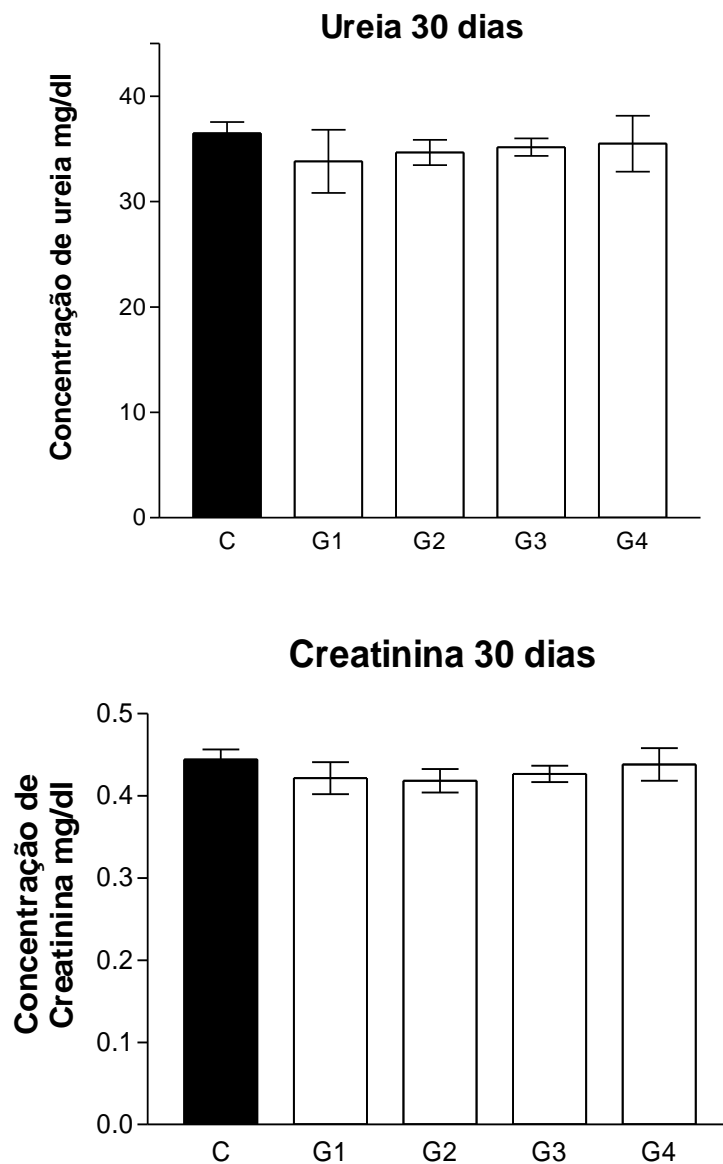 Ureia 30 dias
Concentração de ureia mg/dl
40
30
20
10
0
C G1 G2 G3 G4
Creatinina 30 dias
Concentração de
Creatinina mg/dl
0.5
0.4
0.3
0.2
0.1
0.0
C G1 G2 G3 G4